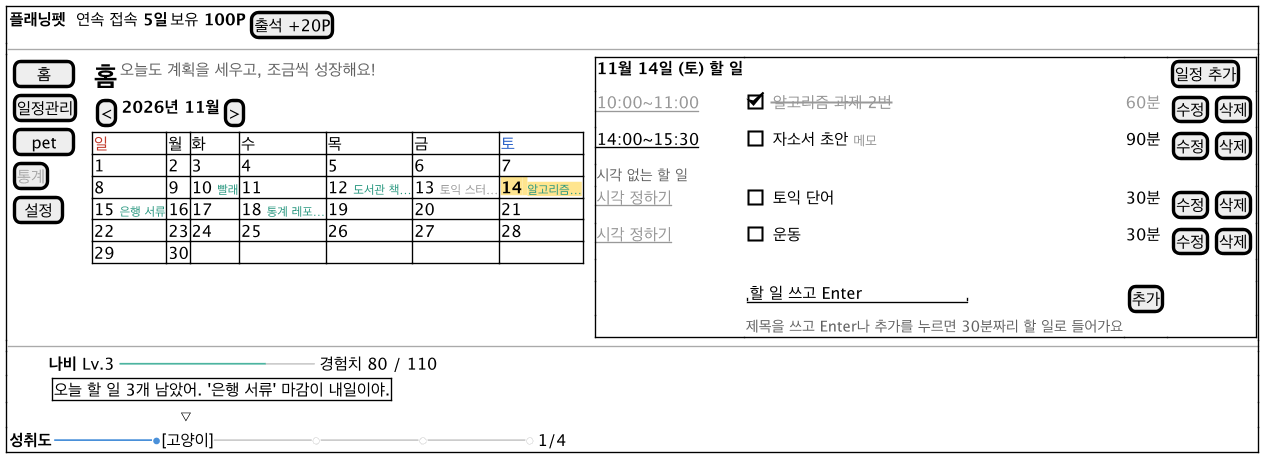 플래닝펫 연속 접속 5일 보유 100P 출석 +20P
홈
일정관리
pet
통계
설정
홈 오늘도 계획을 세우고, 조금씩 성장해요!
< 2026년 11월 >
일 월 화 수 목 금 토
1 2 3 4 5 6 7
8 9 10 빨래 11 12 도서관 책... 13 토익 스터... 14 알고리즘...
15 은행 서류 16 17 18 통계 레포... 19 20 21
22 23 24 25 26 27 28
29 30
11월 14일 (토) 할 일 일정 추가
10:00~11:00 알고리즘 과제 2번 60분 수정 삭제
14:00~15:30 자소서 초안 메모 90분 수정 삭제
시각 없는 할 일
시각 정하기 토익 단어 30분 수정 삭제
시각 정하기 운동 30분 수정 삭제
할 일 쓰고 Enter 추가
제목을 쓰고 Enter나 추가를 누르면 30분짜리 할 일로 들어가요
나비 Lv.3 경험치 80 / 110
오늘 할 일 3개 남았어. '은행 서류' 마감이 내일이야.
▽
성취도 [고양이] 1/4